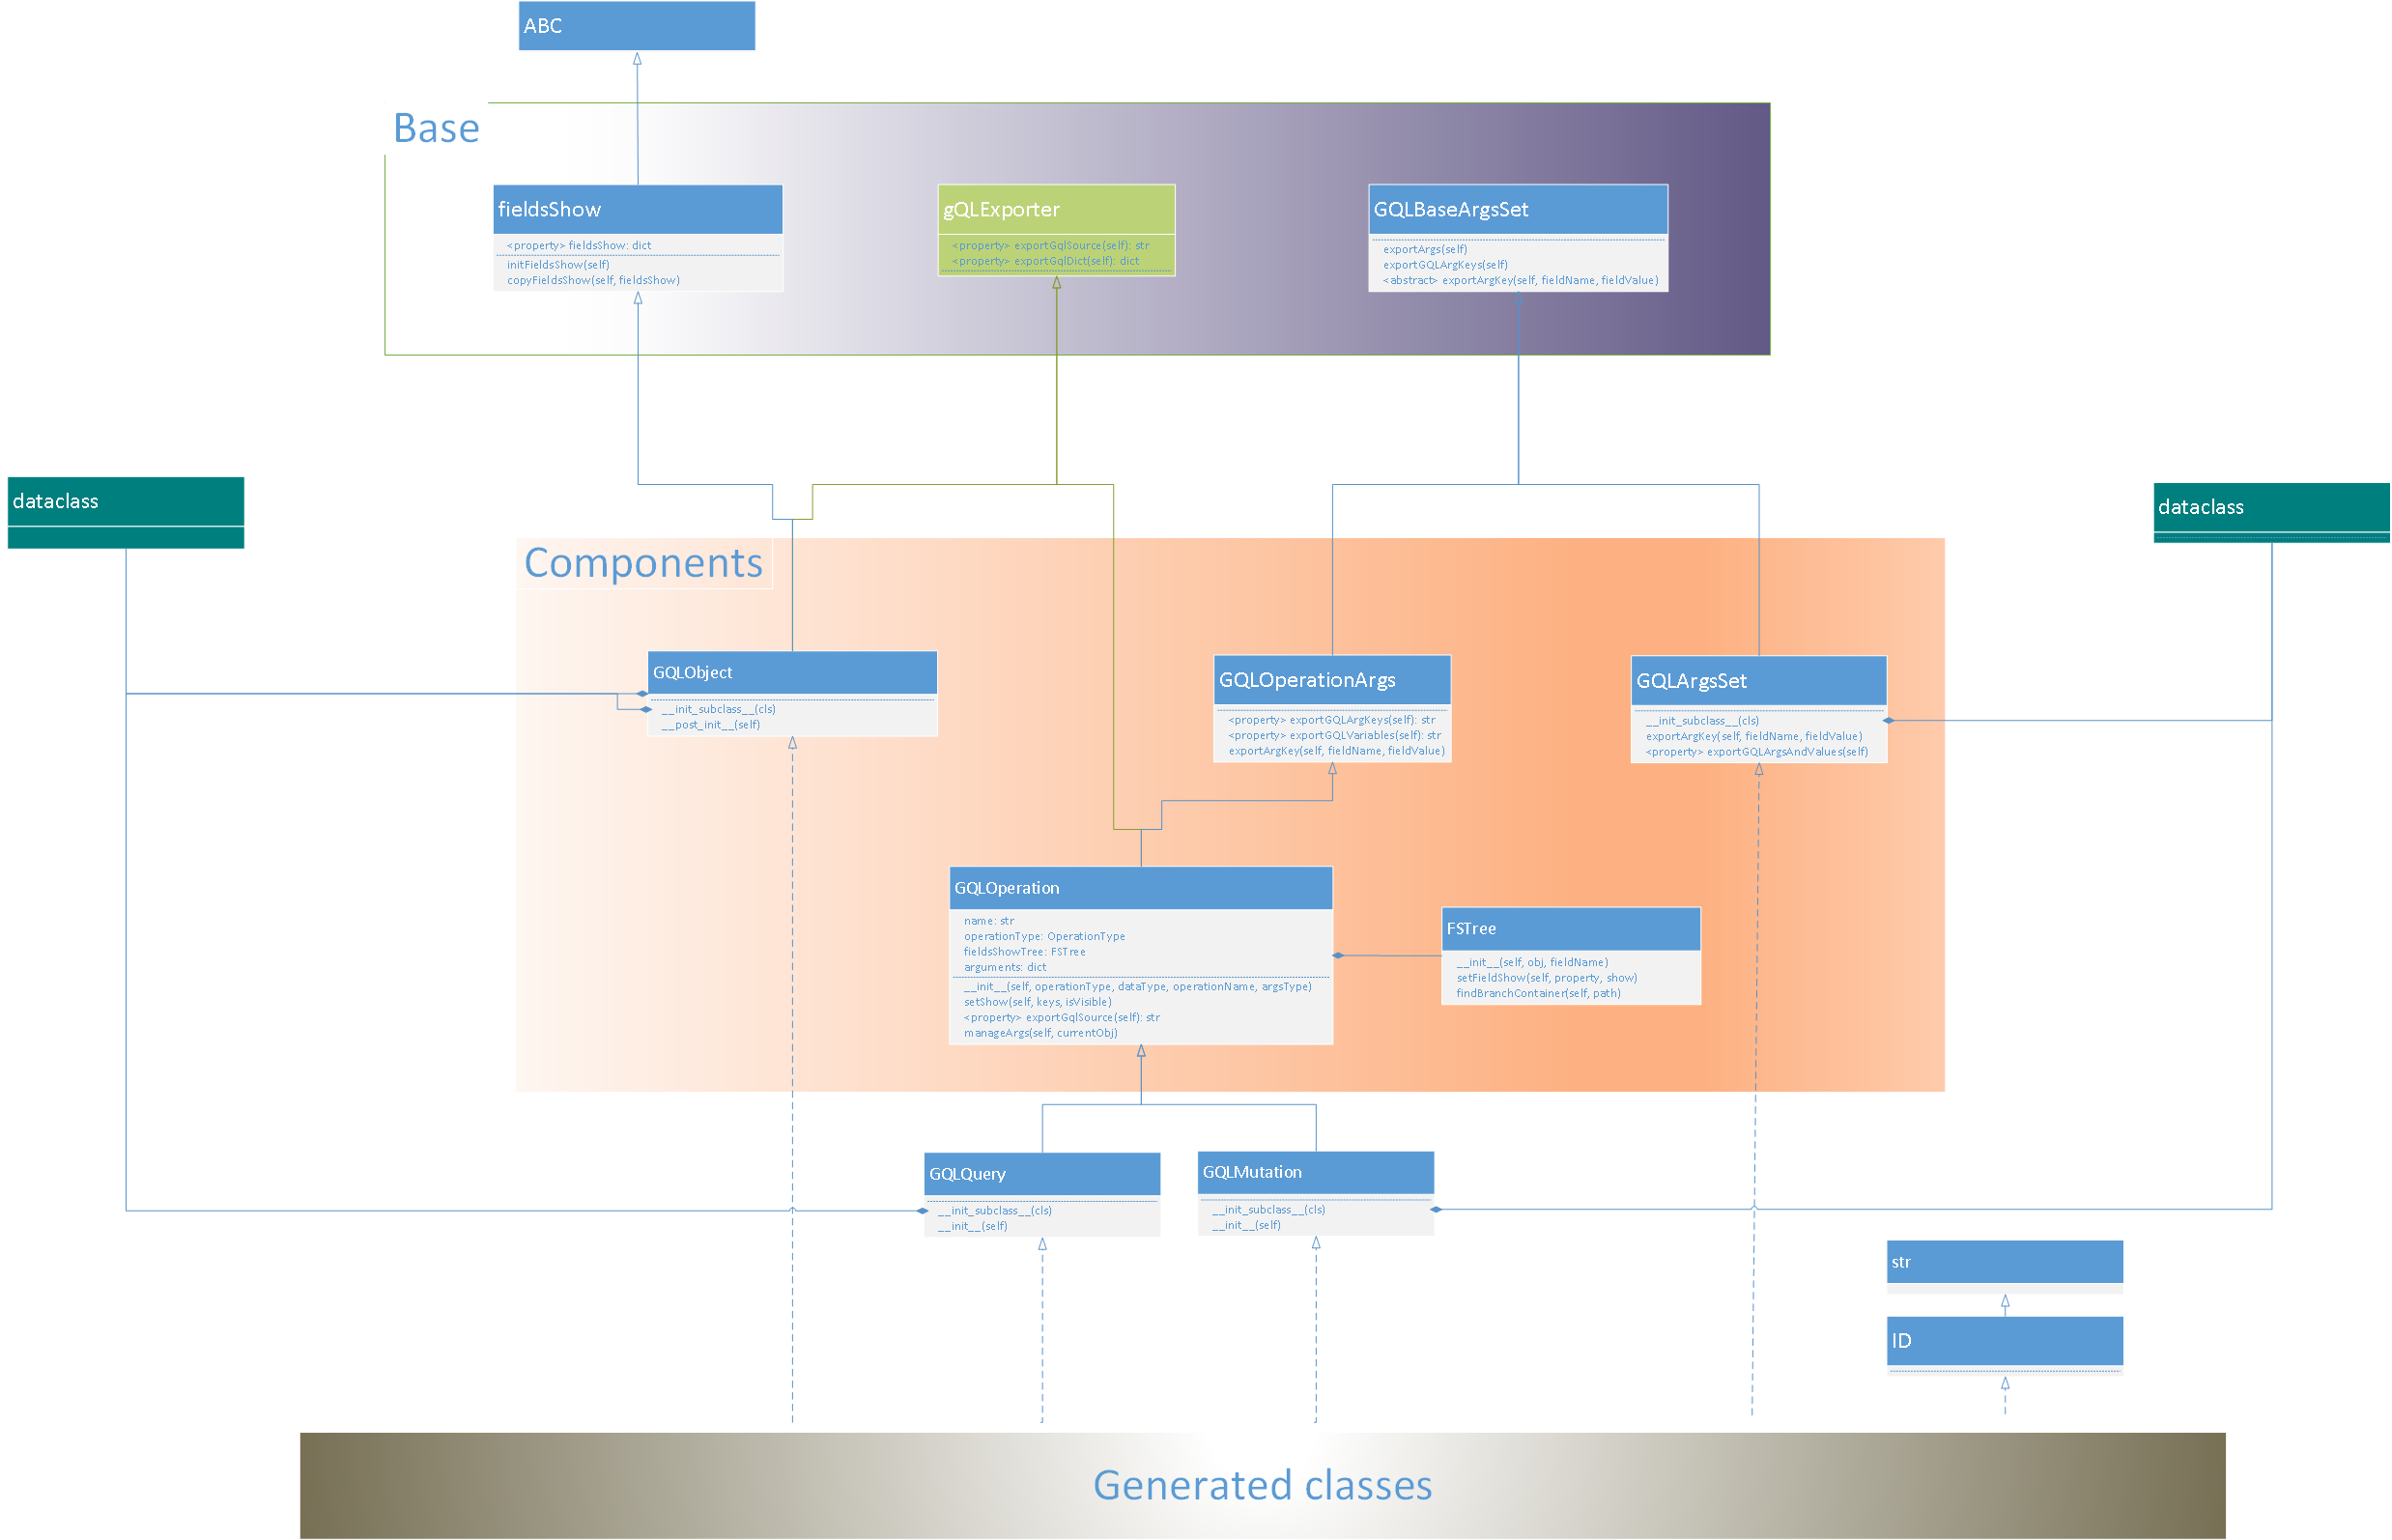 ABC
Base
fieldsShow
<property> fieldsShow: dict
initFieldsShow(self)
copyFieldsShow(self, fieldsShow)
gQLExporter
<property> exportGqlSource(self): str
<property> exportGqlDict(self): dict
GQLBaseArgsSet
exportArgs(self)
exportGQLArgKeys(self)
<abstract> exportArgKey(self, fieldName, fieldValue)
dataclass
dataclass
Components
GQLObject
__init_subclass__(cls)
__post_init__(self)
GQLOperationArgs
<property> exportGQLArgKeys(self): str
<property> exportGQLVariables(self): str
exportArgKey(self, fieldName, fieldValue)
GQLArgsSet
__init_subclass__(cls)
exportArgKey(self, fieldName, fieldValue)
<property> exportGQLArgsAndValues(self)
GQLOperation
name: str
operationType: OperationType
fieldsShowTree: FSTree
arguments: dict
__init__(self, operationType, dataType, operationName, argsType)
setShow(self, keys, isVisible)
<property> exportGqlSource(self): str
manageArgs(self, currentObj)
FSTree
__init__(self, obj, fieldName)
setFieldShow(self, property, show)
findBranchContainer(self, path)
GQLQuery
__init_subclass__(cls)
__init__(self)
GQLMutation
__init_subclass__(cls)
__init__(self)
str
ID
Generated classes